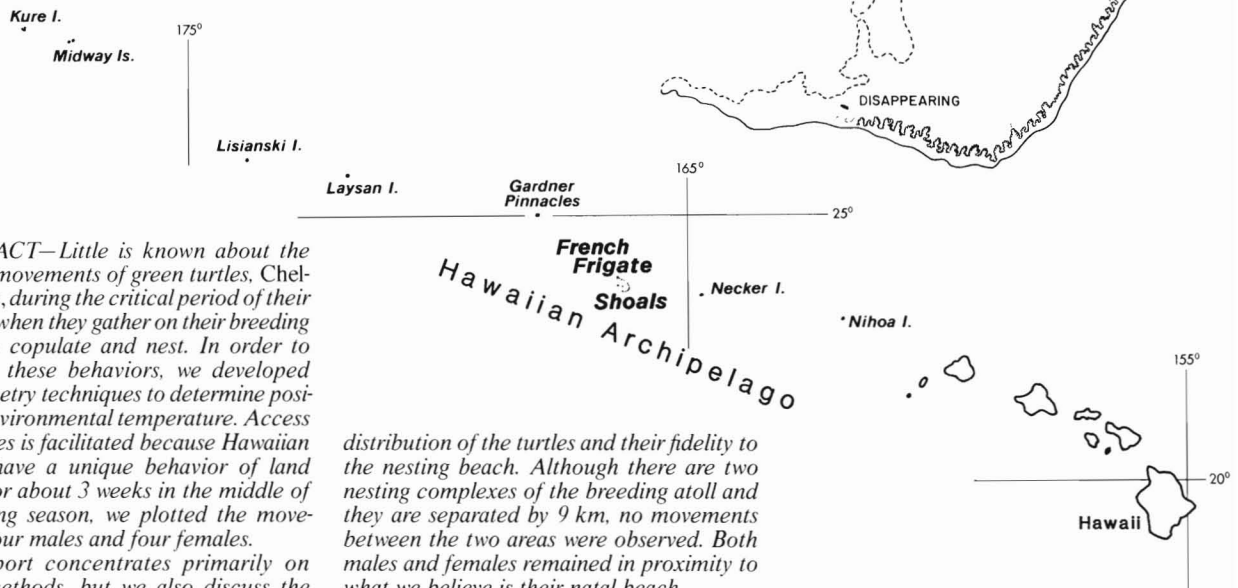 Kure I.
175°
Midway Is.
DISAPPEARING
Lisianski I.
165°
Laysan I.
Gardner
Pinnacles
25°
French
Frigate
Shoals
Necker I.
Hawaiian Archipelago
Nihoa I.
155°
20°
Hawaii
ACT—Little is known about the
movements of green turtles, Chel-
, during the critical period of their
when they gather on their breeding
copulate and nest. In order to
these behaviors, we developed
etry techniques to determine posi-
vironmental temperature. Access
es is facilitated because Hawaiian
have a unique behavior of land
or about 3 weeks in the middle of
ng season, we plotted the move-
our males and four females.
port concentrates primarily on
ethods, but we also discuss the
distribution of the turtles and their fidelity to
the nesting beach. Although there are two
nesting complexes of the breeding atoll and
they are separated by 9 km, no movements
between the two areas were observed. Both
males and females remained in proximity to
what we believe is their natal beach